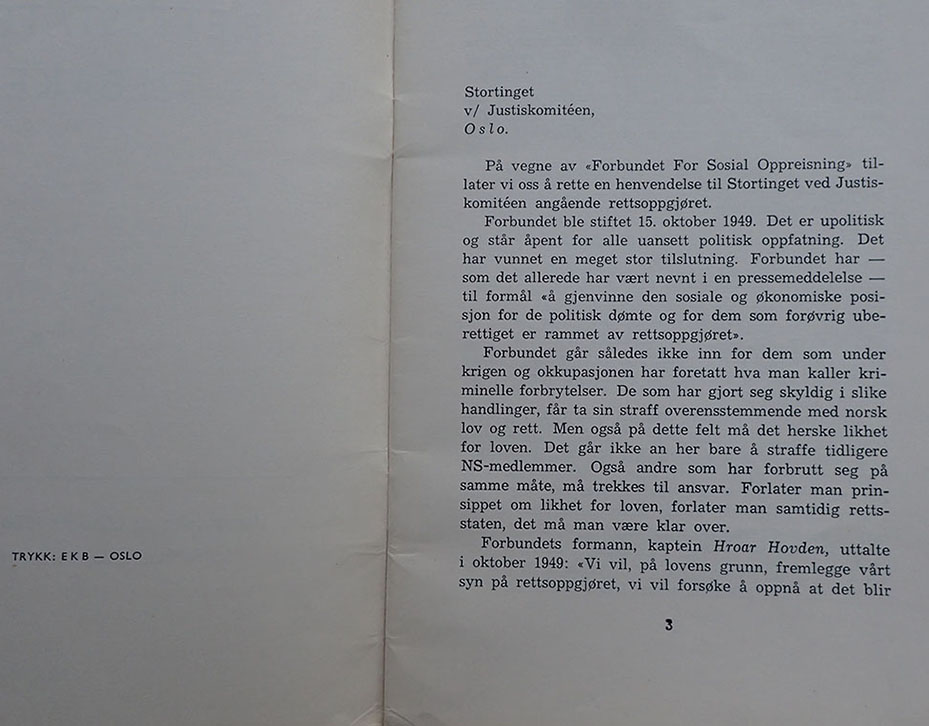 TRYKK: E K B — OSLO
Stortinget
v/ Justiskomitéen,
Oslo.
På vegne av «Forbundet For Sosial Oppreisning» til-
later vi oss å rette en henvendelse til Stortinget ved Justis-
komitéen angående rettsoppgjøret.
Forbundet ble stiftet 15. oktober 1949. Det er upolitisk
og står åpent for alle uansett politisk oppfatning. Det
har vunnet en meget stor tilslutning. Forbundet har —
som det allerede har vært nevnt i en pressemeddelelse —
til formål «å gjenvinne den sosiale og økonomiske posi-
sjon for de politisk dømte og for dem som forøvrig ube-
rettiget er rammet av rettsoppgjøret».
Forbundet går således ikke inn for dem som under
krigen og okkupasjonen har foretatt hva man kaller kri-
minelle forbrytelser. De som har gjort seg skyldig i slike
handlinger, får ta sin straff overensstemmende med norsk
lov og rett. Men også på dette felt må det herske likhet
for loven. Det går ikke an her bare å straffe tidligere
NS-medlemmer. Også andre som har forbrutt seg på
samme måte, må trekkes til ansvar. Forlater man prin-
sippet om likhet for loven, forlater man samtidig retts-
staten, det må man være klar over.
Forbundets formann, kaptein Hroar Hovden, uttalte
i oktober 1949: «Vi vil, på lovens grunn, fremlegge vårt
syn på rettsoppgjøret, vi vil forsøke å oppnå at det blir
3